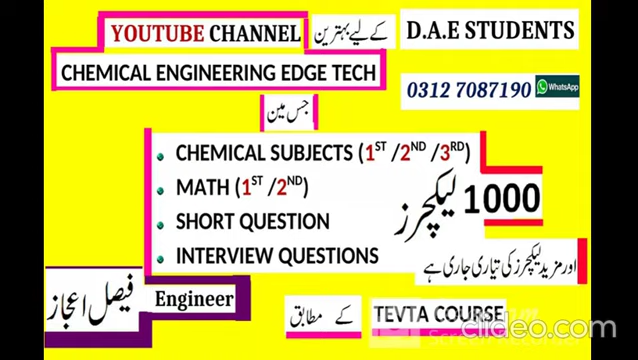 D.A.E STUDENTS کے لیے بہترین YOUTUBE CHANNEL
CHEMICAL ENGINEERING EDGE TECH
0312 7087190 WhatsApp
جس مین
CHEMICAL SUBJECTS (1ST /2ND /3RD)
MATH (1ST /2ND)
1000 لیکچرز
SHORT QUESTION
INTERVIEW QUESTIONS
اور مزید لیکچرز کی تیاری جاری ہے
فیصل اعجاز Engineer
TEVTA COURSE کے مطابق
clideo.com